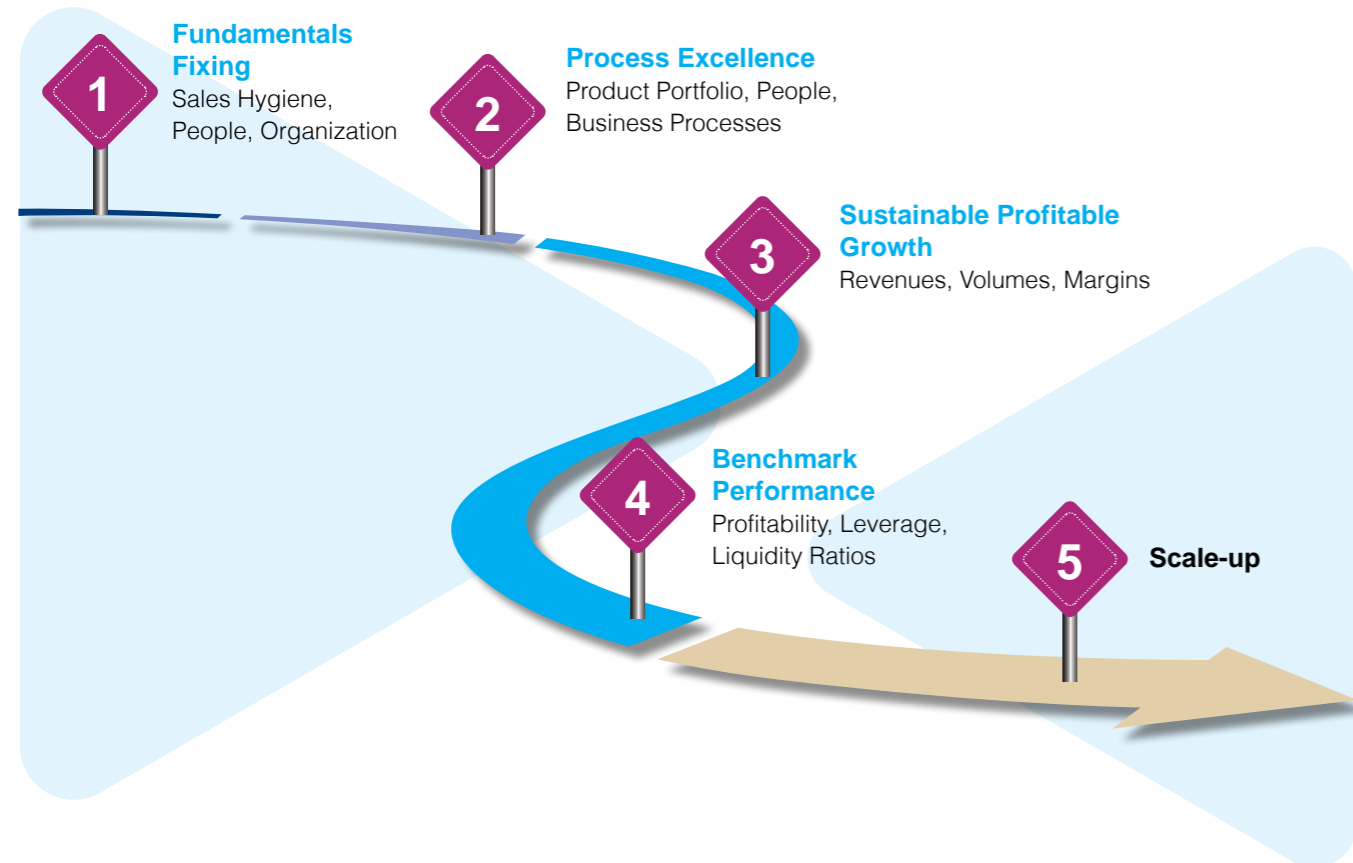 1
Fundamentals
Fixing
Sales Hygiene,
People, Organization
2
Process Excellence
Product Portfolio, People,
Business Processes
3
Sustainable Profitable
Growth
Revenues, Volumes, Margins
4
Benchmark
Performance
Profitability, Leverage,
Liquidity Ratios
5
Scale-up